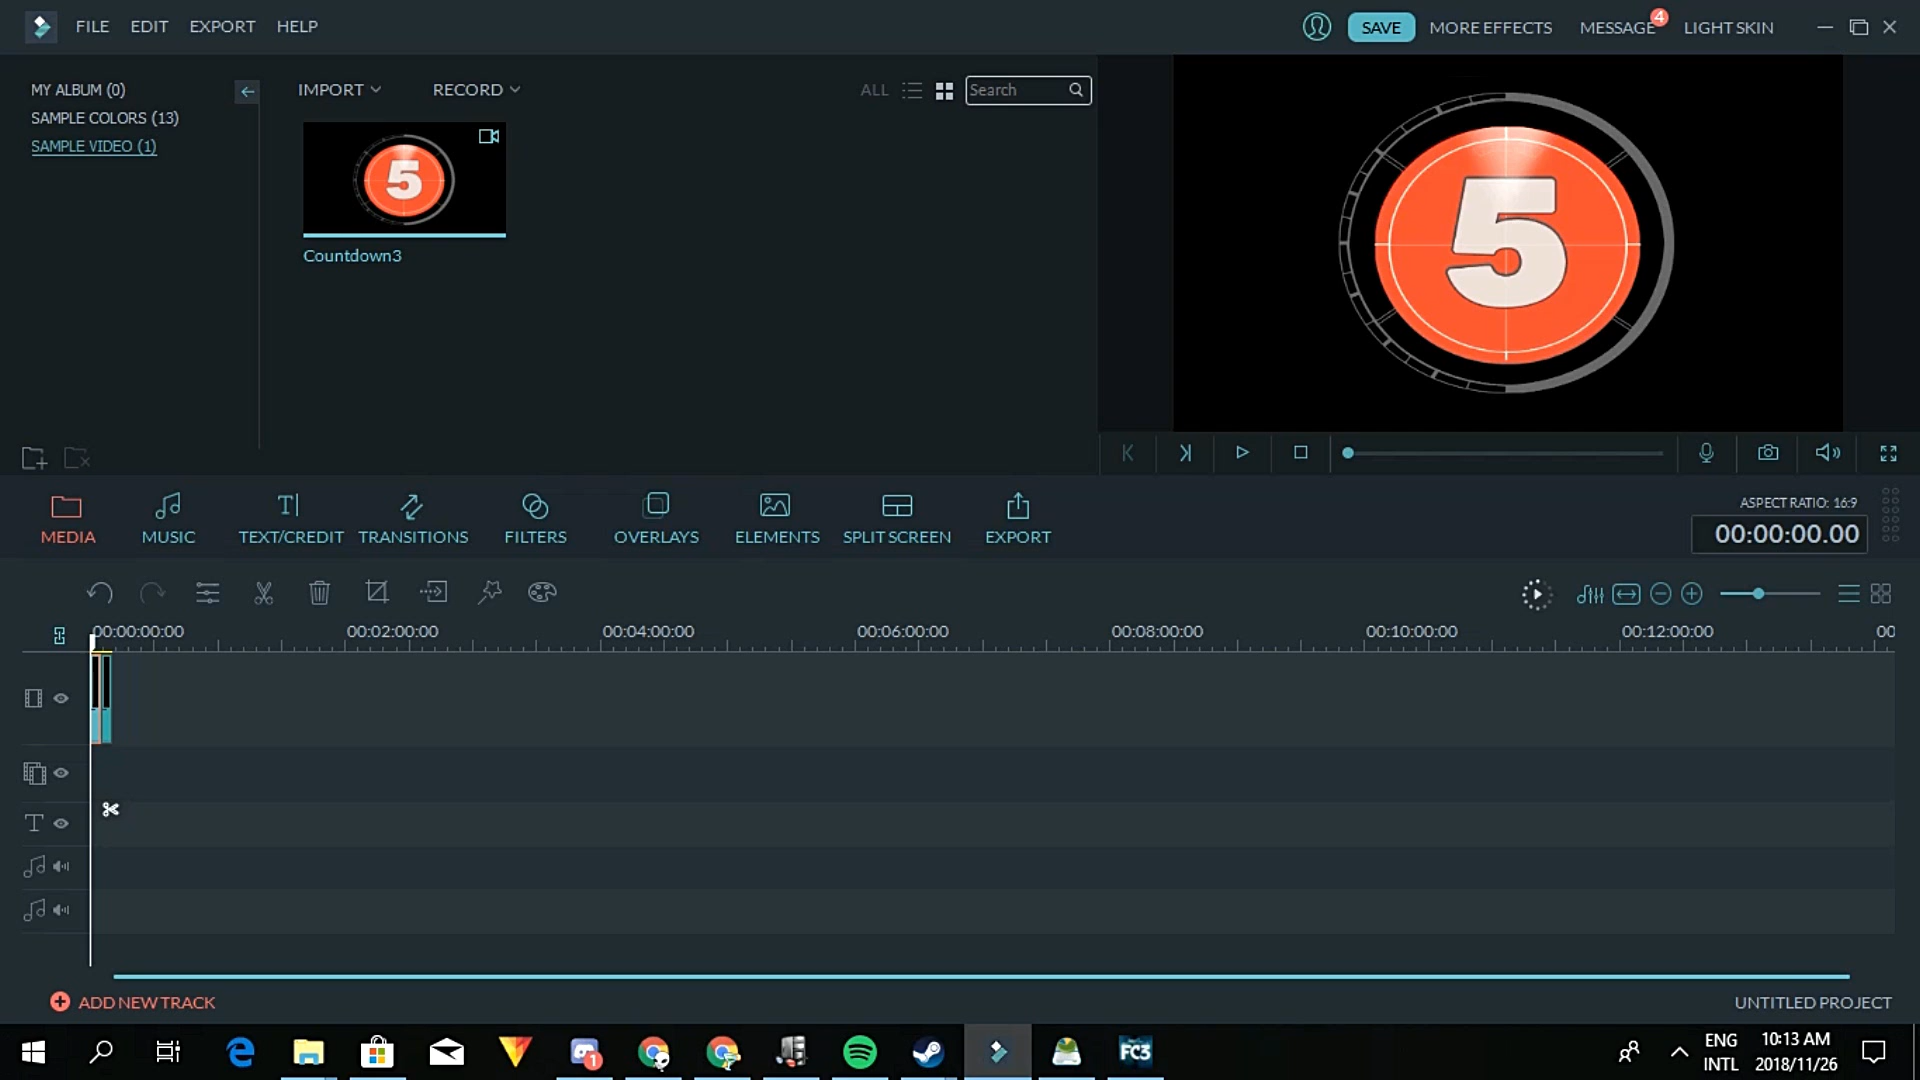 FILE EDIT EXPORT HELP
SAVE MORE EFFECTS MESSAGE 4 LIGHT SKIN
MY ALBUM (0)
SAMPLE COLORS (13)
SAMPLE VIDEO (1)
IMPORT RECORD ALL Search
5
Countdown3
5
MEDIA MUSIC TEXT/CREDIT TRANSITIONS FILTERS OVERLAYS ELEMENTS SPLIT SCREEN EXPORT
ASPECT RATIO: 16:9
00:00:00.00
00:00:00:00 00:02:00:00 00:04:00:00 00:06:00:00 00:08:00:00 00:10:00:00 00:12:00:00 00
ADD NEW TRACK
UNTITLED PROJECT
1
FC3
ENG
INTL
10:13 AM
2018/11/26